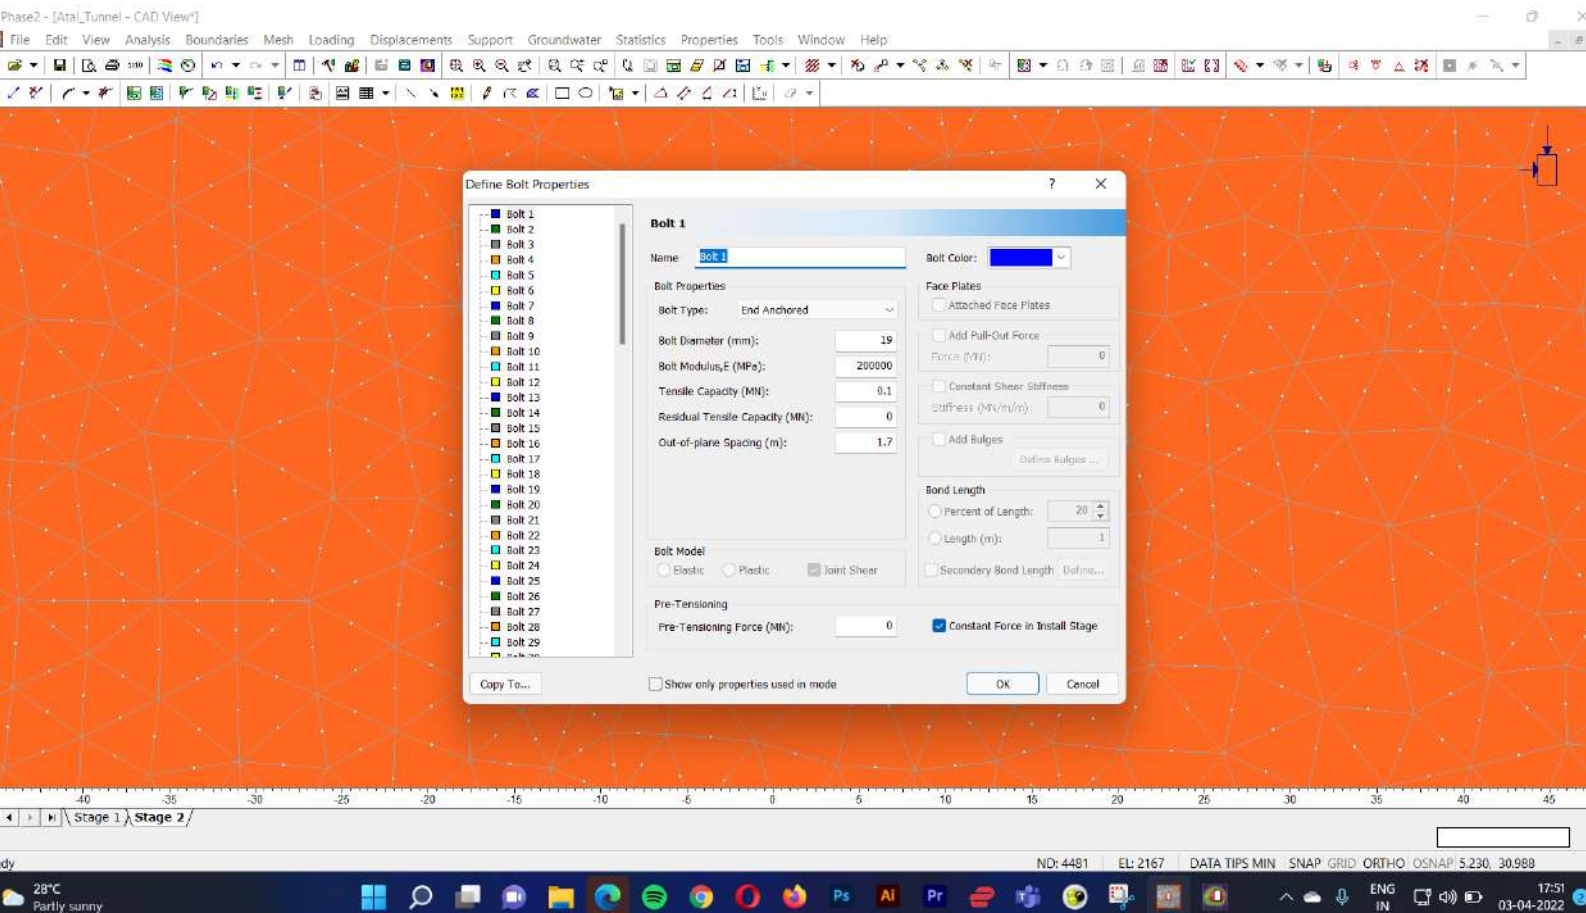 Phase2 - [Atal_Tunnel - CAD View*]
File Edit View Analysis Boundaries Mesh Loading Displacements Support Groundwater Statistics Properties Tools Window Help
Define Bolt Properties ?
Bolt 1
Bolt 2
Bolt 3
Bolt 4
Bolt 5
Bolt 6
Bolt 7
Bolt 8
Bolt 9
Bolt 10
Bolt 11
Bolt 12
Bolt 13
Bolt 14
Bolt 15
Bolt 16
Bolt 17
Bolt 18
Bolt 19
Bolt 20
Bolt 21
Bolt 22
Bolt 23
Bolt 24
Bolt 25
Bolt 26
Bolt 27
Bolt 28
Bolt 29
Copy To...
Bolt 1
Name Bolt 1
Bolt Properties
Bolt Type: End Anchored
Bolt Diameter (mm): 19
Bolt Modulus,E (MPa): 200000
Tensile Capacity (MN): 0.1
Residual Tensile Capacity (MN): 0
Out-of-plane Spacing (m): 1.7
Bolt Model
Elastic Plastic Joint Shear
Pre-Tensioning
Pre-Tensioning Force (MN): 0
Constant Force in Install Stage
Bolt Color:
Face Plates
Attached Face Plates
Add Pull-Out Force
Force (MN): 0
Constant Shear Stiffness
Stiffness (MN/m/m): 0
Add Bulges
Define Bulges ...
Bond Length
Percent of Length: 20
Length (m): 1
Secondary Bond Length Define...
Show only properties used in mode
OK Cancel
-40 -35 -30 -25 -20 -15 -10 -5 0 5 10 15 20 25 30 35 40 45
Stage 1 Stage 2
dy ND: 4481 EL: 2167 DATA TIPS MIN SNAP GRID ORTHO OSNAP 5.230, 30.988
28°C
Partly sunny
Ps Ai Pr
ENG
IN
17:51
03-04-2022